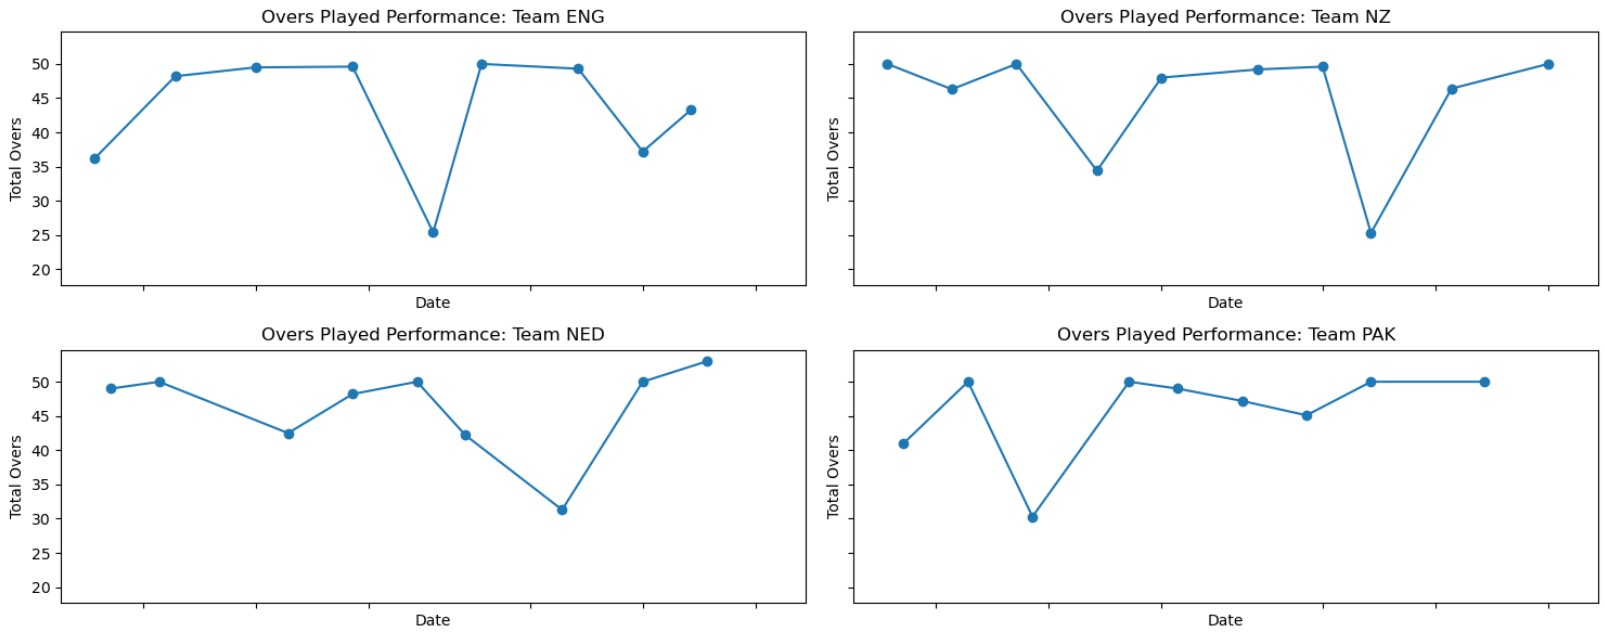 Overs Played Performance: Team ENG
Total Overs
50
45
40
35
30
25
20
Date
Overs Played Performance: Team NZ
Total Overs
Date
Overs Played Performance: Team NED
Total Overs
50
45
40
35
30
25
20
Date
Overs Played Performance: Team PAK
Total Overs
Date